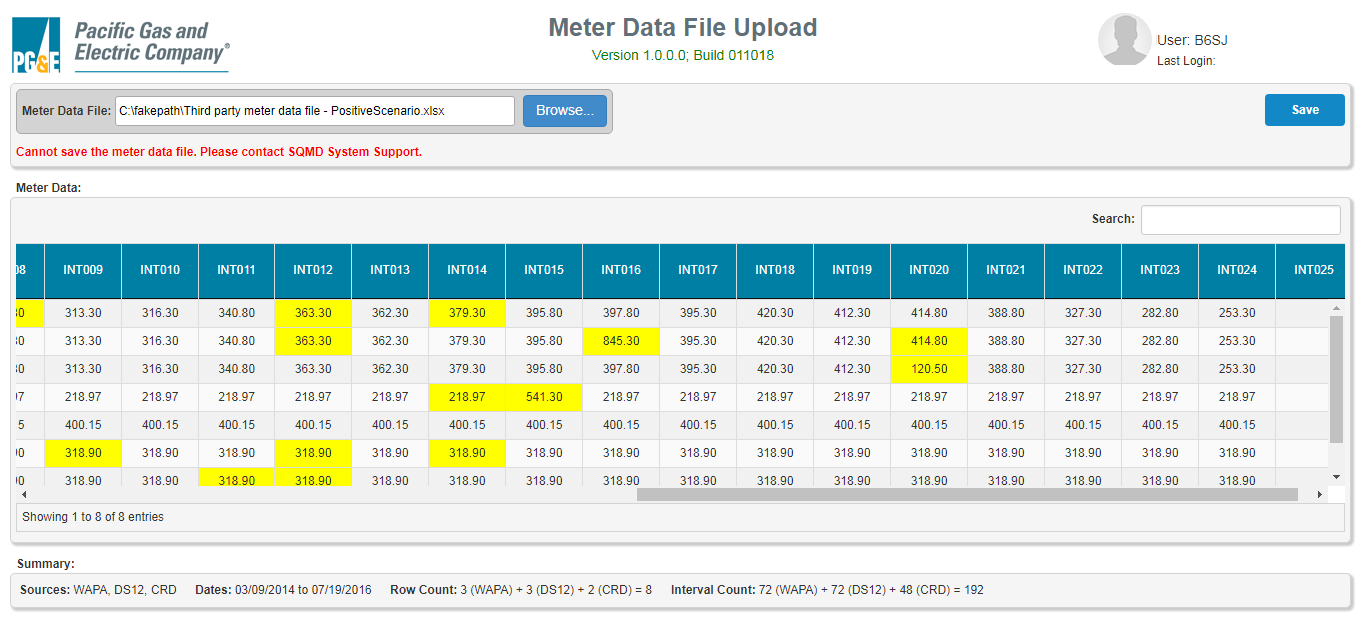 Pacific Gas and
Electric Company®
PG&E
Meter Data File Upload
Version 1.0.0.0; Build 011018
User: B6SJ
Last Login:
Meter Data File: C:\fakepath\Third party meter data file - PositiveScenario.xlsx Browse... Save
Cannot save the meter data file. Please contact SQMD System Support.
Meter Data:
Search:
08 INT009 INT010 INT011 INT012 INT013 INT014 INT015 INT016 INT017 INT018 INT019 INT020 INT021 INT022 INT023 INT024 INT025
80 313.30 316.30 340.80 363.30 362.30 379.30 395.80 397.80 395.30 420.30 412.30 414.80 388.80 327.30 282.80 253.30
80 313.30 316.30 340.80 363.30 362.30 379.30 395.80 845.30 395.30 420.30 412.30 414.80 388.80 327.30 282.80 253.30
80 313.30 316.30 340.80 363.30 362.30 379.30 395.80 397.80 395.30 420.30 412.30 120.50 388.80 327.30 282.80 253.30
97 218.97 218.97 218.97 218.97 218.97 218.97 541.30 218.97 218.97 218.97 218.97 218.97 218.97 218.97 218.97 218.97
5 400.15 400.15 400.15 400.15 400.15 400.15 400.15 400.15 400.15 400.15 400.15 400.15 400.15 400.15 400.15 400.15
90 318.90 318.90 318.90 318.90 318.90 318.90 318.90 318.90 318.90 318.90 318.90 318.90 318.90 318.90 318.90 318.90
90 318.90 318.90 318.90 318.90 318.90 318.90 318.90 318.90 318.90 318.90 318.90 318.90 318.90 318.90 318.90 318.90
Showing 1 to 8 of 8 entries
Summary:
Sources: WAPA, DS12, CRD Dates: 03/09/2014 to 07/19/2016 Row Count: 3 (WAPA) + 3 (DS12) + 2 (CRD) = 8 Interval Count: 72 (WAPA) + 72 (DS12) + 48 (CRD) = 192